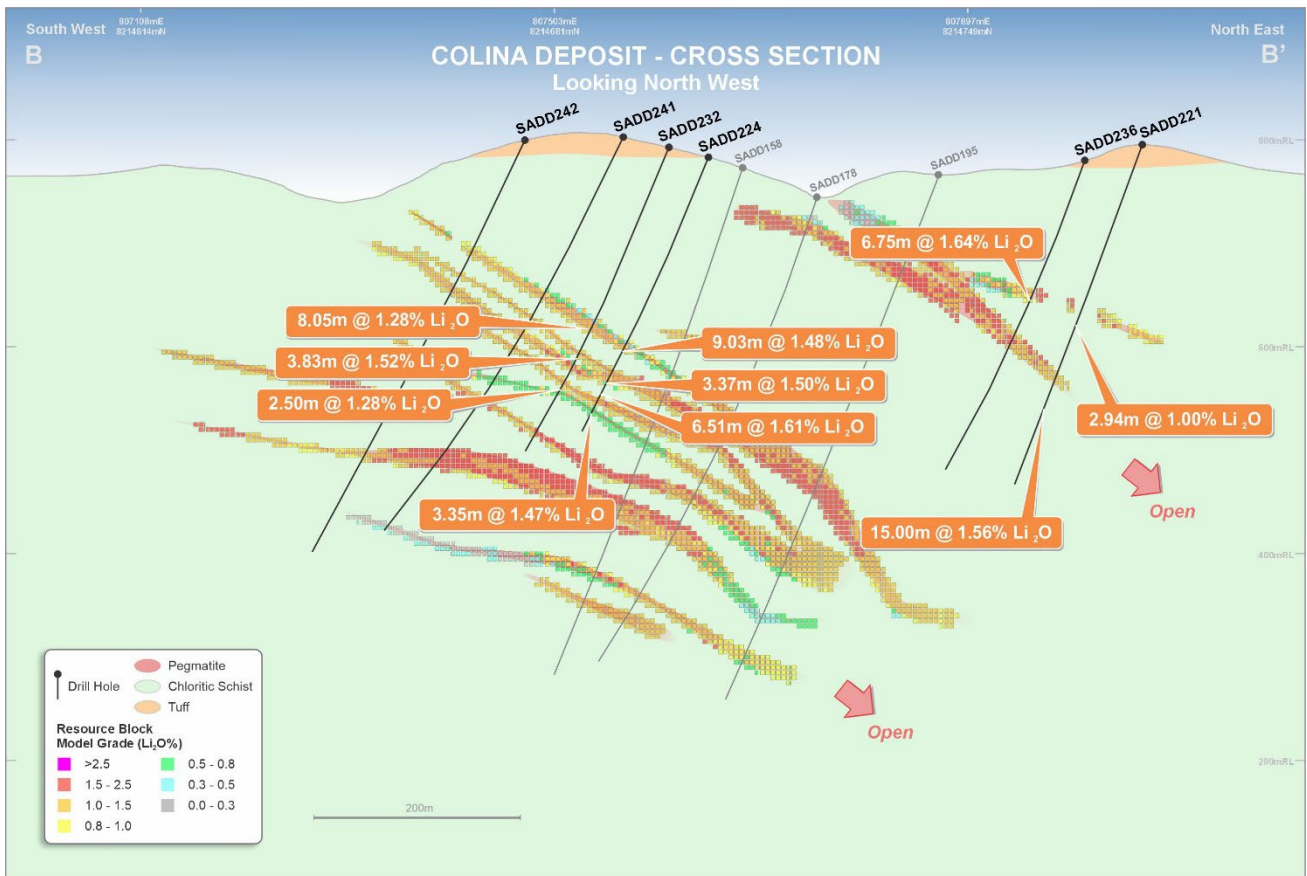 807108mE
8214614mN
807503mE
8214681mN
807897mE
8214749mN
South West
North East
B
B'
COLINA DEPOSIT - CROSS SECTION
Looking North West
SADD242
SADD241
SADD232
SADD224
SADD158
SADD178
SADD195
SADD236
SADD221
800mRL
6.75m @ 1.64% Li₂O
8.05m @ 1.28% Li₂O
9.03m @ 1.48% Li₂O
600mRL
3.83m @ 1.52% Li₂O
3.37m @ 1.50% Li₂O
2.50m @ 1.28% Li₂O
6.51m @ 1.61% Li₂O
2.94m @ 1.00% Li₂O
3.35m @ 1.47% Li₂O
15.00m @ 1.56% Li₂O
Open
400mRL
Open
200mRL
Drill Hole
Pegmatite
Chloritic Schist
Tuff
Resource Block
Model Grade (Li₂O%)
>2.5
1.5 - 2.5
1.0 - 1.5
0.8 - 1.0
0.5 - 0.8
0.3 - 0.5
0.0 - 0.3
200m